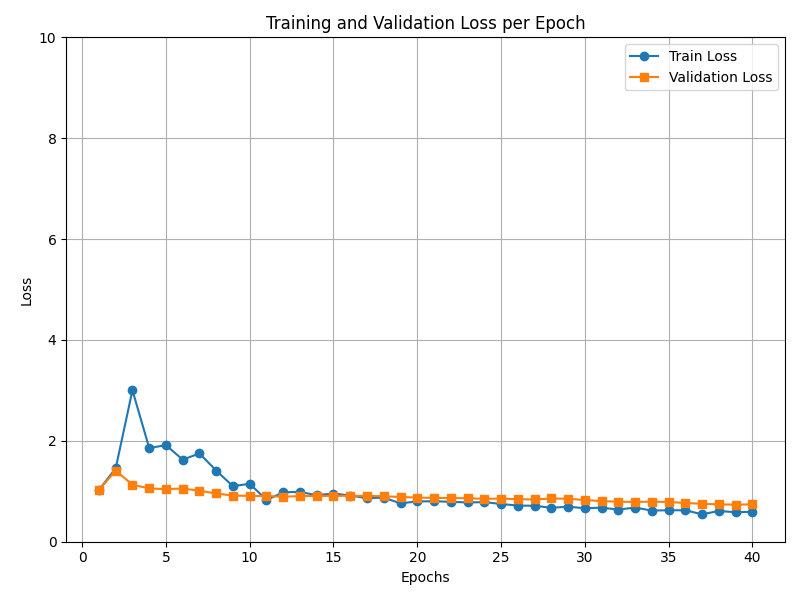 Training and Validation Loss per Epoch
Train Loss
Validation Loss
Loss
10
8
6
4
2
0
0 5 10 15 20 25 30 35 40
Epochs